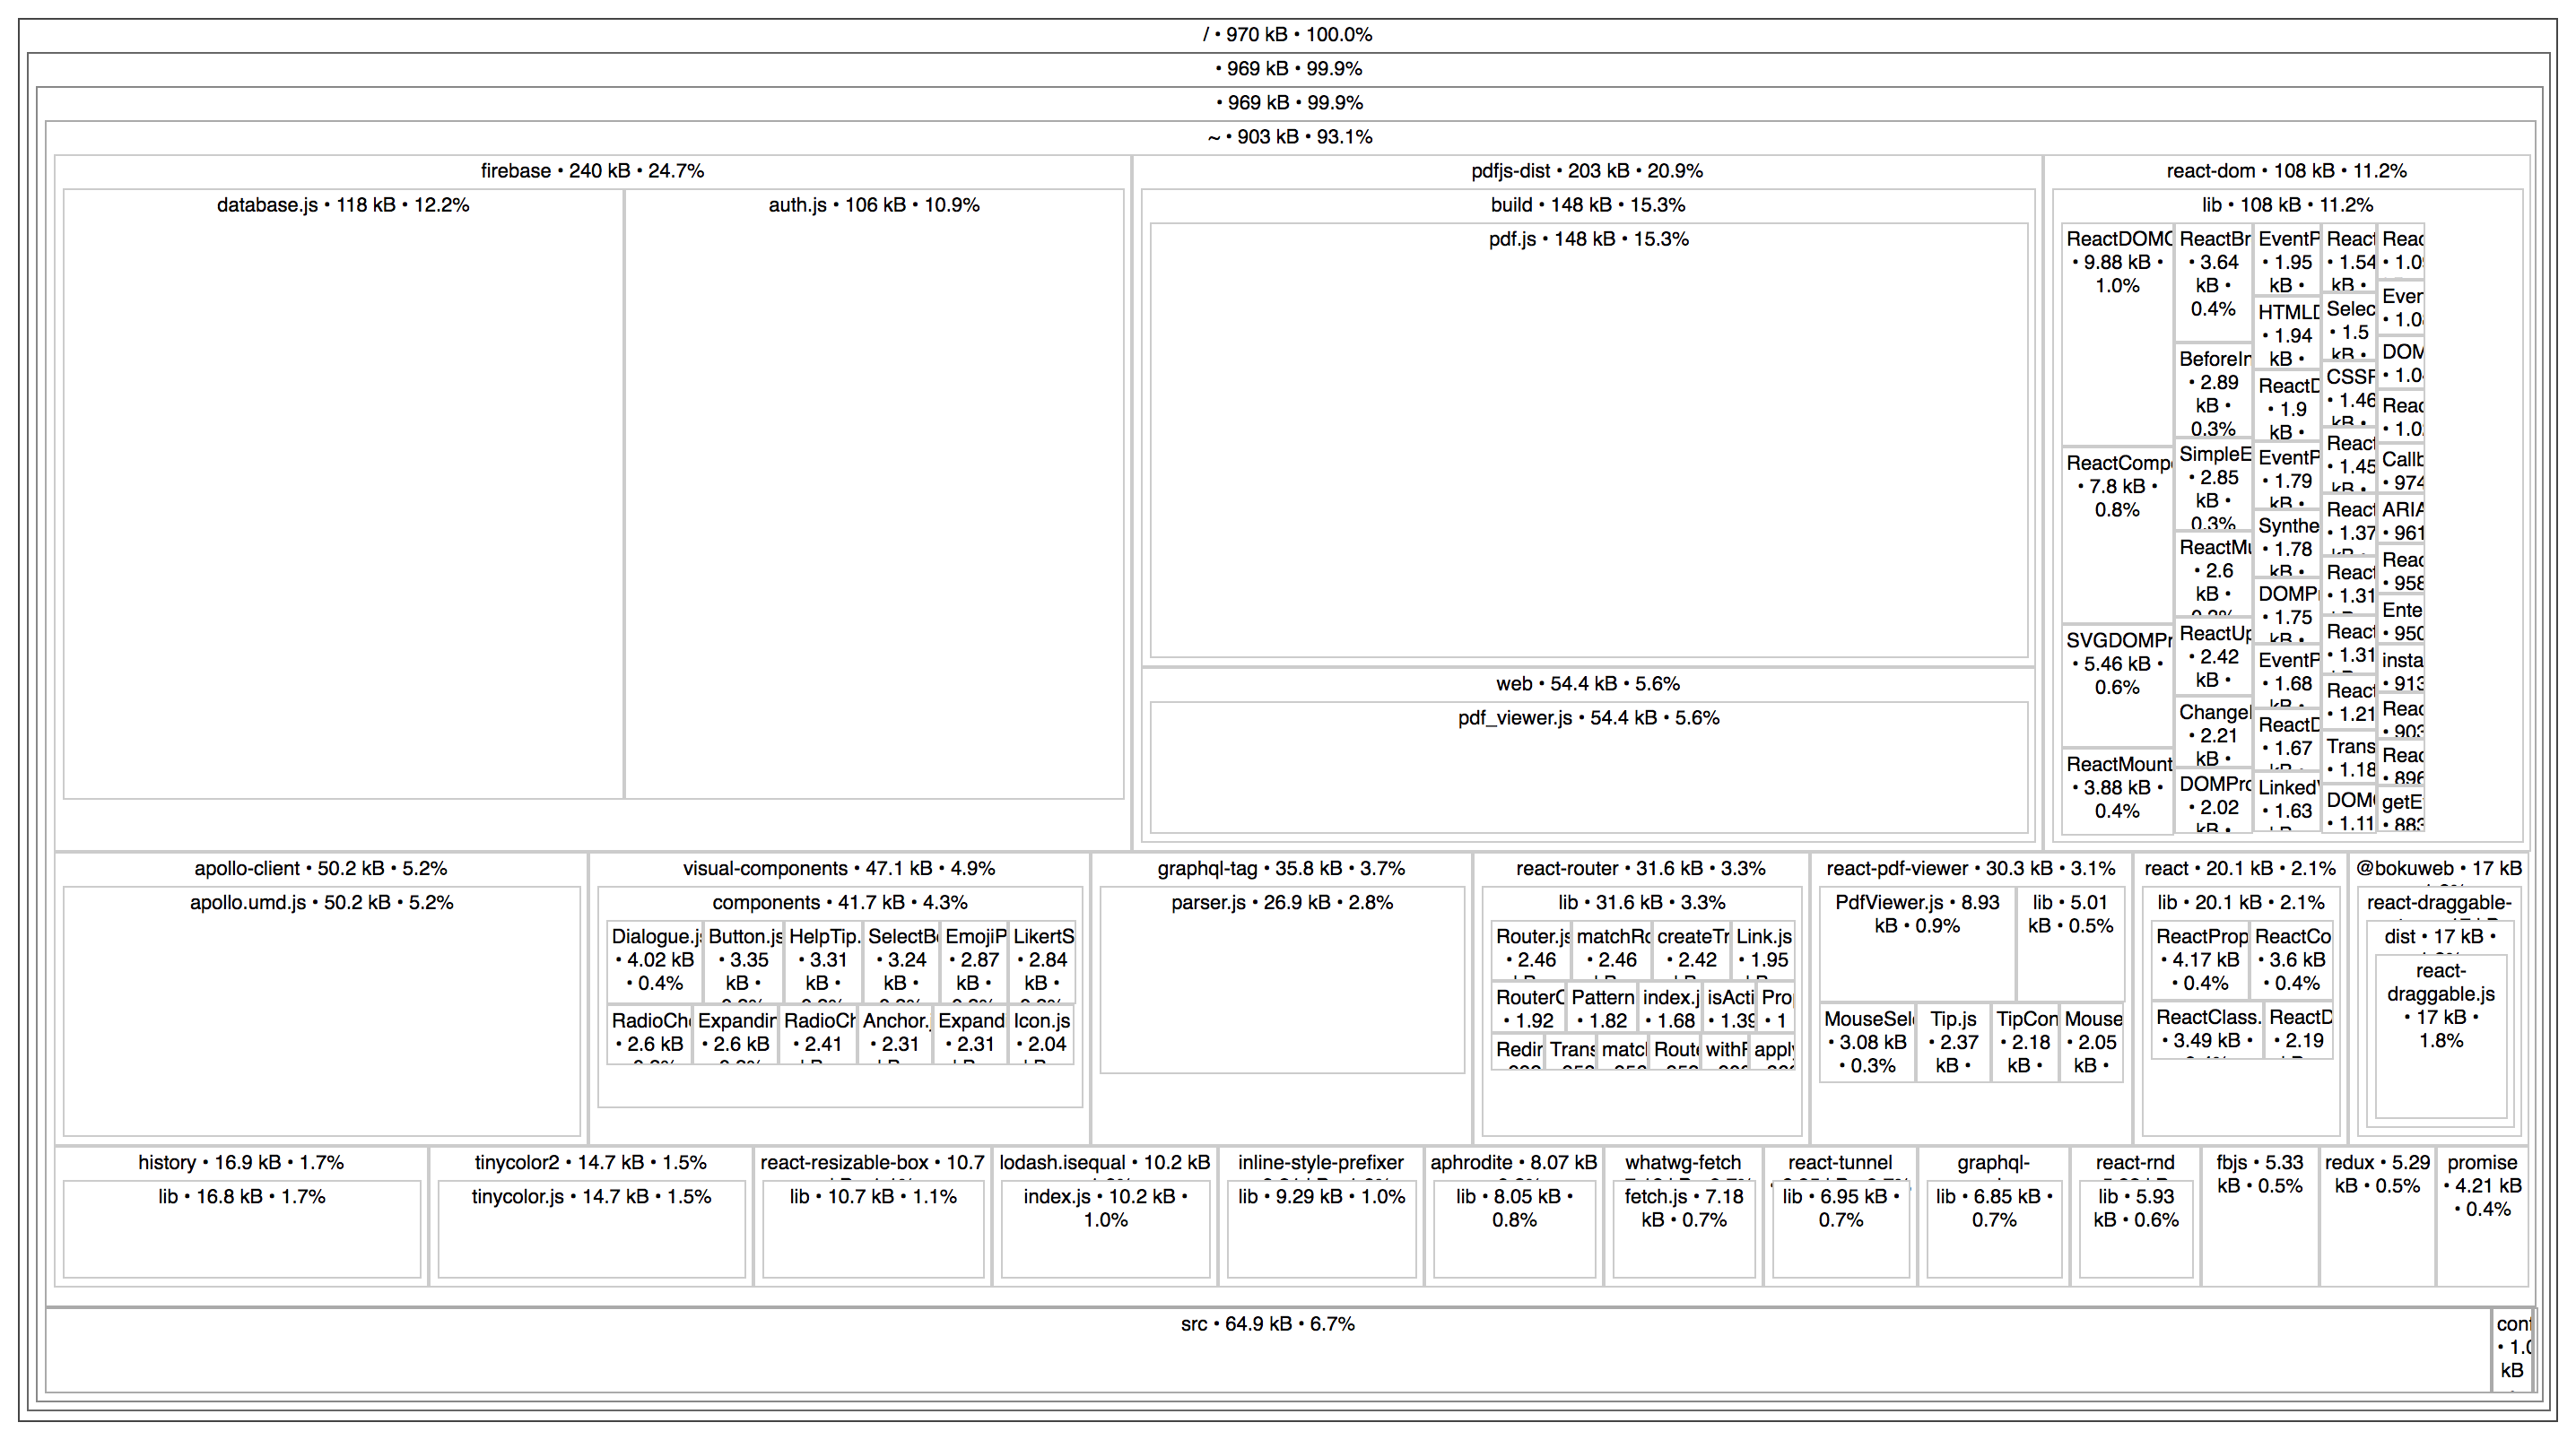 / • 970 kB • 100.0%
• 969 kB • 99.9%
• 969 kB • 99.9%
~ • 903 kB • 93.1%
firebase • 240 kB • 24.7%
database.js • 118 kB • 12.2%
auth.js • 106 kB • 10.9%
pdfjs-dist • 203 kB • 20.9%
build • 148 kB • 15.3%
pdf.js • 148 kB • 15.3%
web • 54.4 kB • 5.6%
pdf_viewer.js • 54.4 kB • 5.6%
react-dom • 108 kB • 11.2%
lib • 108 kB • 11.2%
ReactDOMC
• 9.88 kB •
1.0%
ReactCompo
• 7.8 kB •
0.8%
SVGDOMPr
• 5.46 kB •
0.6%
ReactMount
• 3.88 kB •
0.4%
ReactBr
• 3.64
kB •
0.4%
BeforeIn
• 2.89
kB •
0.3%
SimpleE
• 2.85
kB •
0.3%
ReactMu
• 2.6
kB •
ReactUp
• 2.42
kB •
Changel
• 2.21
kB •
DOMPro
• 2.02
kB •
EventP
• 1.95
kB •
HTMLD
• 1.94
kB •
ReactD
• 1.9
kB •
EventP
• 1.79
kB •
Synthe
• 1.78
kB •
DOMPr
• 1.75
kB •
EventP
• 1.68
kB •
ReactD
• 1.67
kB •
Linked
• 1.63
React
• 1.54
kB •
Selec
• 1.5
kB •
CSSP
• 1.46
kB •
React
• 1.45
kB •
React
• 1.37
React
• 1.31
React
• 1.31
React
• 1.21
Trans
• 1.18
DOM
• 1.11
Reac
• 1.0
Even
• 1.0
DOM
• 1.0
Reac
• 1.0
Callb
• 974
ARIA
• 961
Reac
• 958
Ente
• 950
insta
• 913
Reac
• 903
Reac
• 896
getE
• 883
apollo-client • 50.2 kB • 5.2%
apollo.umd.js • 50.2 kB • 5.2%
visual-components • 47.1 kB • 4.9%
components • 41.7 kB • 4.3%
Dialogue.js
• 4.02 kB
• 0.4%
Button.js
• 3.35
kB •
HelpTip.
• 3.31
kB •
SelectBo
• 3.24
kB •
EmojiP
• 2.87
kB •
LikertS
• 2.84
kB •
RadioCho
• 2.6 kB
Expandin
• 2.6 kB
RadioCh
• 2.41
Anchor.j
• 2.31
Expand
• 2.31
Icon.js
• 2.04
graphql-tag • 35.8 kB • 3.7%
parser.js • 26.9 kB • 2.8%
react-router • 31.6 kB • 3.3%
lib • 31.6 kB • 3.3%
Router.js
• 2.46
matchRo
• 2.46
createTr
• 2.42
Link.js
• 1.95
RouterC
• 1.92
Pattern
• 1.82
index.j
• 1.68
isActi
• 1.39
Pro
• 1
Redir
Trans
matc
Route
with
apply
react-pdf-viewer • 30.3 kB • 3.1%
PdfViewer.js • 8.93
kB • 0.9%
lib • 5.01
kB • 0.5%
MouseSel
• 3.08 kB
• 0.3%
Tip.js
• 2.37
kB •
TipCon
• 2.18
kB •
Mouse
• 2.05
kB •
react • 20.1 kB • 2.1%
lib • 20.1 kB • 2.1%
ReactProp
• 4.17 kB
• 0.4%
ReactCo
• 3.6 kB
• 0.4%
ReactClass.
• 3.49 kB
ReactD
• 2.19
@bokuweb • 17 kB
react-draggable-
dist • 17 kB •
react-
draggable.js
• 17 kB •
1.8%
history • 16.9 kB • 1.7%
lib • 16.8 kB • 1.7%
tinycolor2 • 14.7 kB • 1.5%
tinycolor.js • 14.7 kB • 1.5%
react-resizable-box • 10.7
lib • 10.7 kB • 1.1%
lodash.isequal • 10.2 kB
index.js • 10.2 kB •
1.0%
inline-style-prefixer
lib • 9.29 kB • 1.0%
aphrodite • 8.07 kB
lib • 8.05 kB •
0.8%
whatwg-fetch
fetch.js • 7.18
kB • 0.7%
react-tunnel
lib • 6.95 kB •
0.7%
graphql-
lib • 6.85 kB •
0.7%
react-rnd
lib • 5.93
kB • 0.6%
fbjs • 5.33
kB • 0.5%
redux • 5.29
kB • 0.5%
promise
• 4.21 kB
• 0.4%
src • 64.9 kB • 6.7%
conf
• 1.0
kB